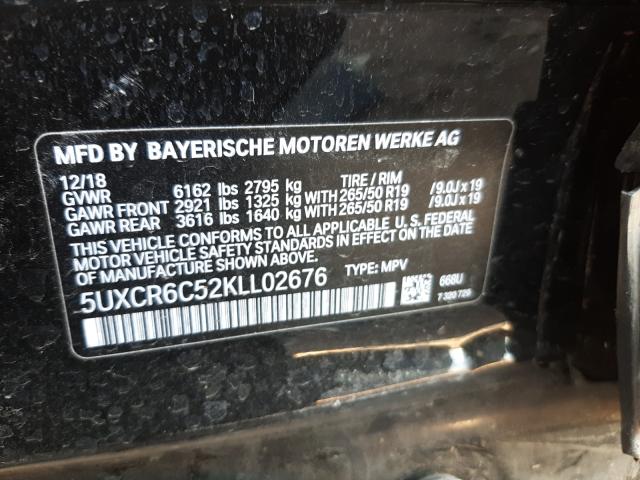 MFD BY BAYERISCHE MOTOREN WERKE AG
12/18 TIRE / RIM
GVWR 6162 lbs 2795 kg
GAWR FRONT 2921 lbs 1325 kg WITH 265/50 R19 /9.0J x 19
GAWR REAR 3616 lbs 1640 kg WITH 265/50 R19 /9.0J x 19
THIS VEHICLE CONFORMS TO ALL APPLICABLE U. S. FEDERAL
MOTOR VEHICLE SAFETY STANDARDS IN EFFECT ON THE DATE
OF MANUFACTURE SHOWN ABOVE.
5UXCR6C52KLL02676 TYPE: MPV
668U
7 320 725